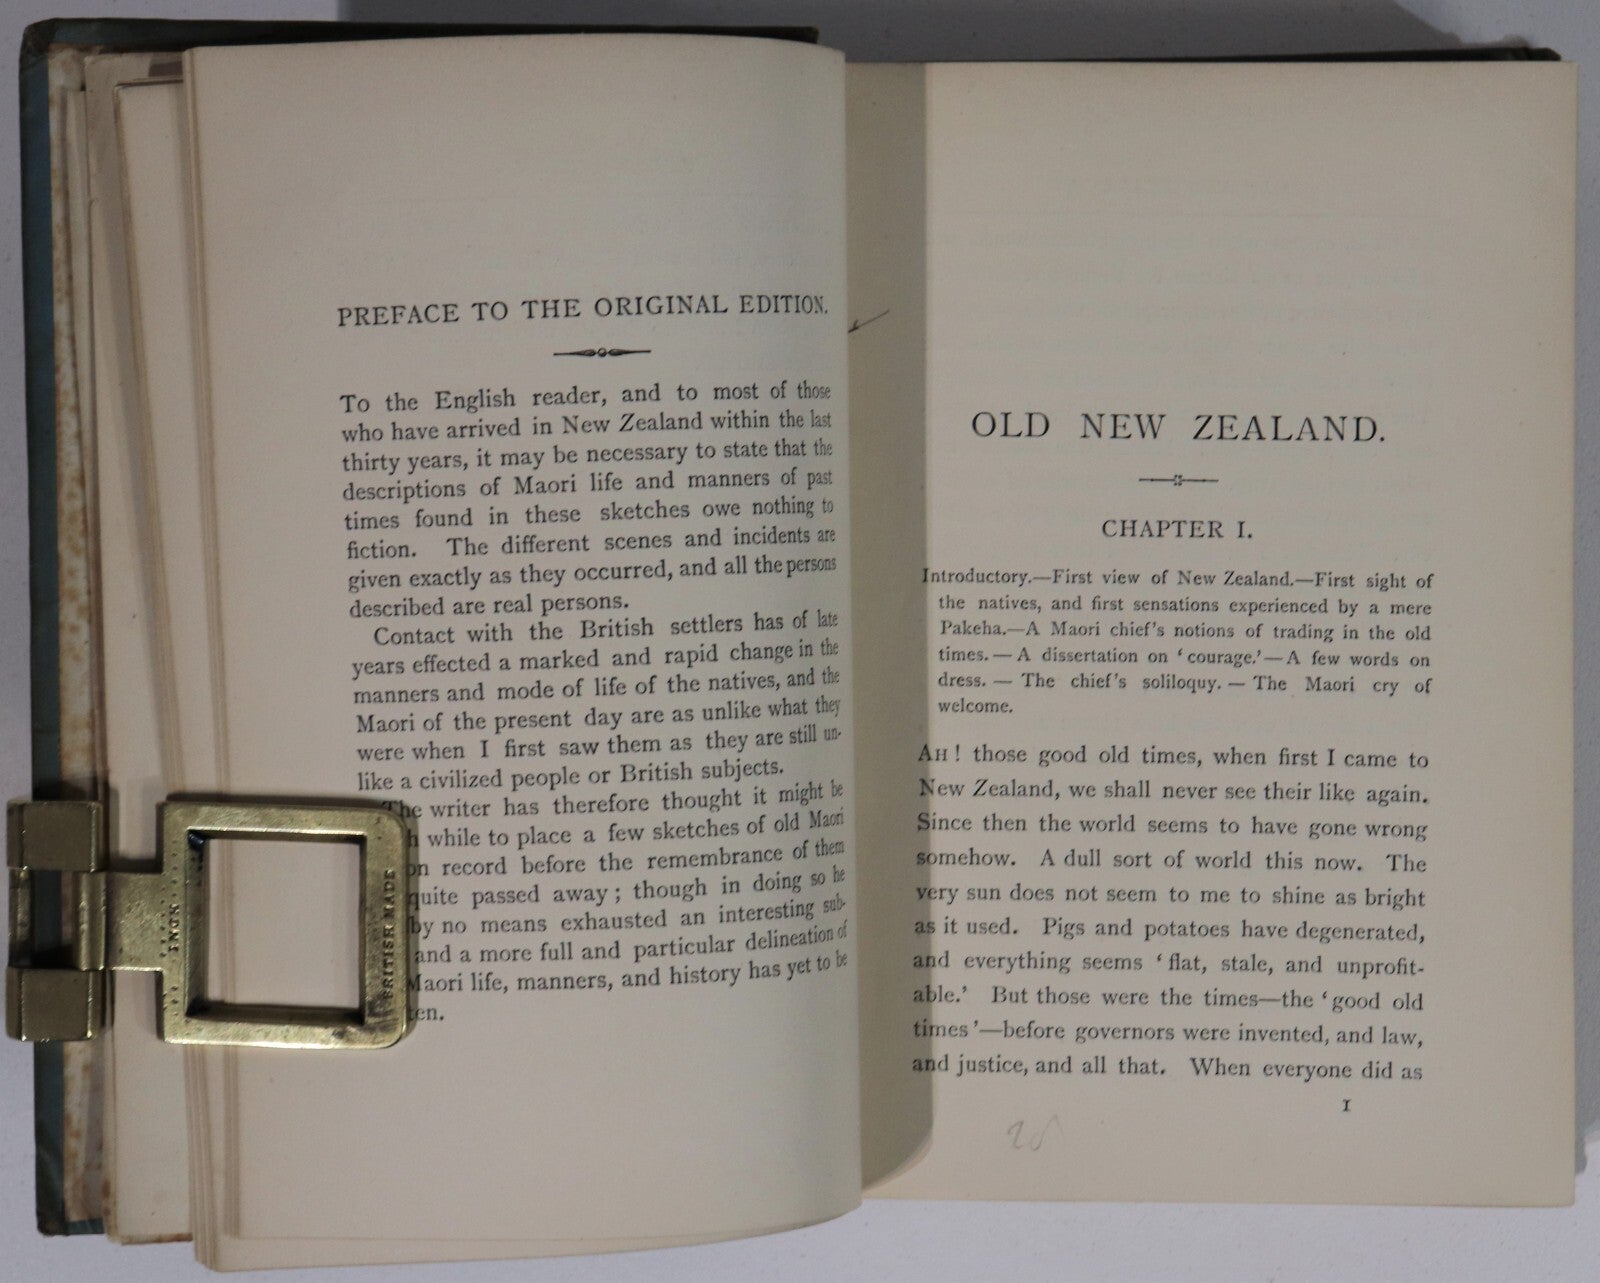 PREFACE TO THE ORIGINAL EDITION.
To the English reader, and to most of those
who have arrived in New Zealand within the last
thirty years, it may be necessary to state that the
descriptions of Maori life and manners of past
times found in these sketches owe nothing to
fiction. The different scenes and incidents are
given exactly as they occurred, and all the persons
described are real persons.
Contact with the British settlers has of late
years effected a marked and rapid change in the
manners and mode of life of the natives, and the
Maori of the present day are as unlike what they
were when I first saw them as they are still un-
like a civilized people or British subjects.
The writer has therefore thought it might be
while to place a few sketches of old Maori
on record before the remembrance of them
quite passed away; though in doing so he
by no means exhausted an interesting sub-
and a more full and particular delineation of
Maori life, manners, and history has yet to be
ten.
INCH
BRITISH MADE
OLD NEW ZEALAND.
CHAPTER I.
Introductory.—First view of New Zealand.—First sight of
the natives, and first sensations experienced by a mere
Pakeha.—A Maori chief's notions of trading in the old
times.—A dissertation on 'courage.'—A few words on
dress.—The chief's soliloquy.—The Maori cry of
welcome.
AH! those good old times, when first I came to
New Zealand, we shall never see their like again.
Since then the world seems to have gone wrong
somehow. A dull sort of world this now. The
very sun does not seem to me to shine as bright
as it used. Pigs and potatoes have degenerated,
and everything seems 'flat, stale, and unprofit-
able.' But those were the times—the 'good old
times'—before governors were invented, and law,
and justice, and all that. When everyone did as
1